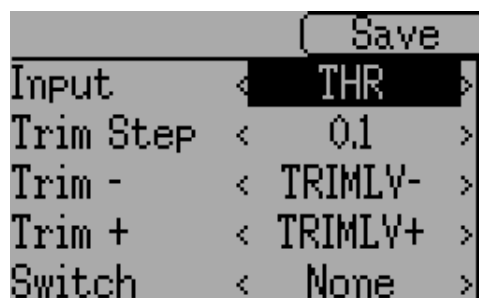 Save
Input < THR >
Trim Step < 0.1 >
Trim - < TRIMLV- >
Trim + < TRIMLV+ >
Switch < None >